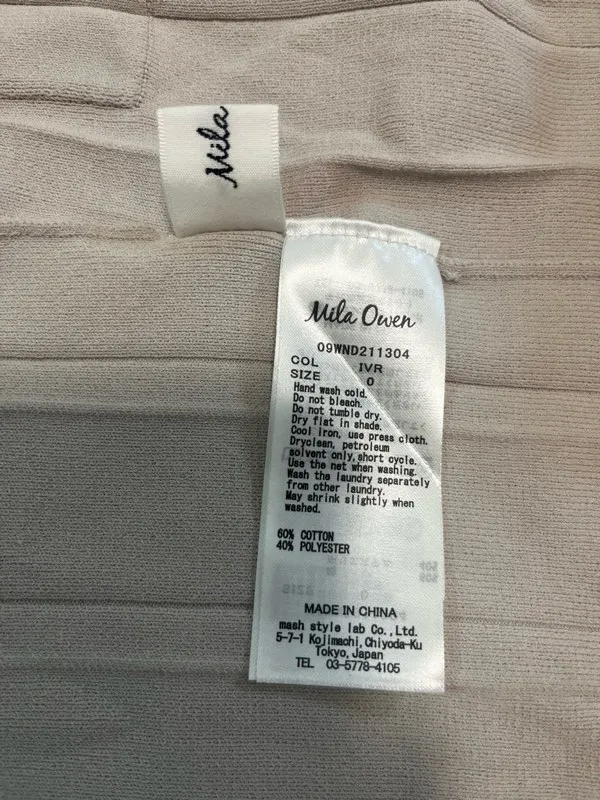 Mila
Mila Owen
09WND211304
COL IVR
SIZE 0
Hand wash cold.
Do not bleach.
Do not tumble dry.
Dry flat in shade.
Cool iron, use press cloth.
Dryclean, petroleum
solvent only, short cycle.
Use the net when washing.
Wash the laundry separately
from other laundry.
May shrink slightly when
washed.
60% COTTON
40% POLYESTER
MADE IN CHINA
mash style lab Co., Ltd.
5-7-1 Kojimachi, Chiyoda-Ku
Tokyo, Japan
TEL 03-5778-4105